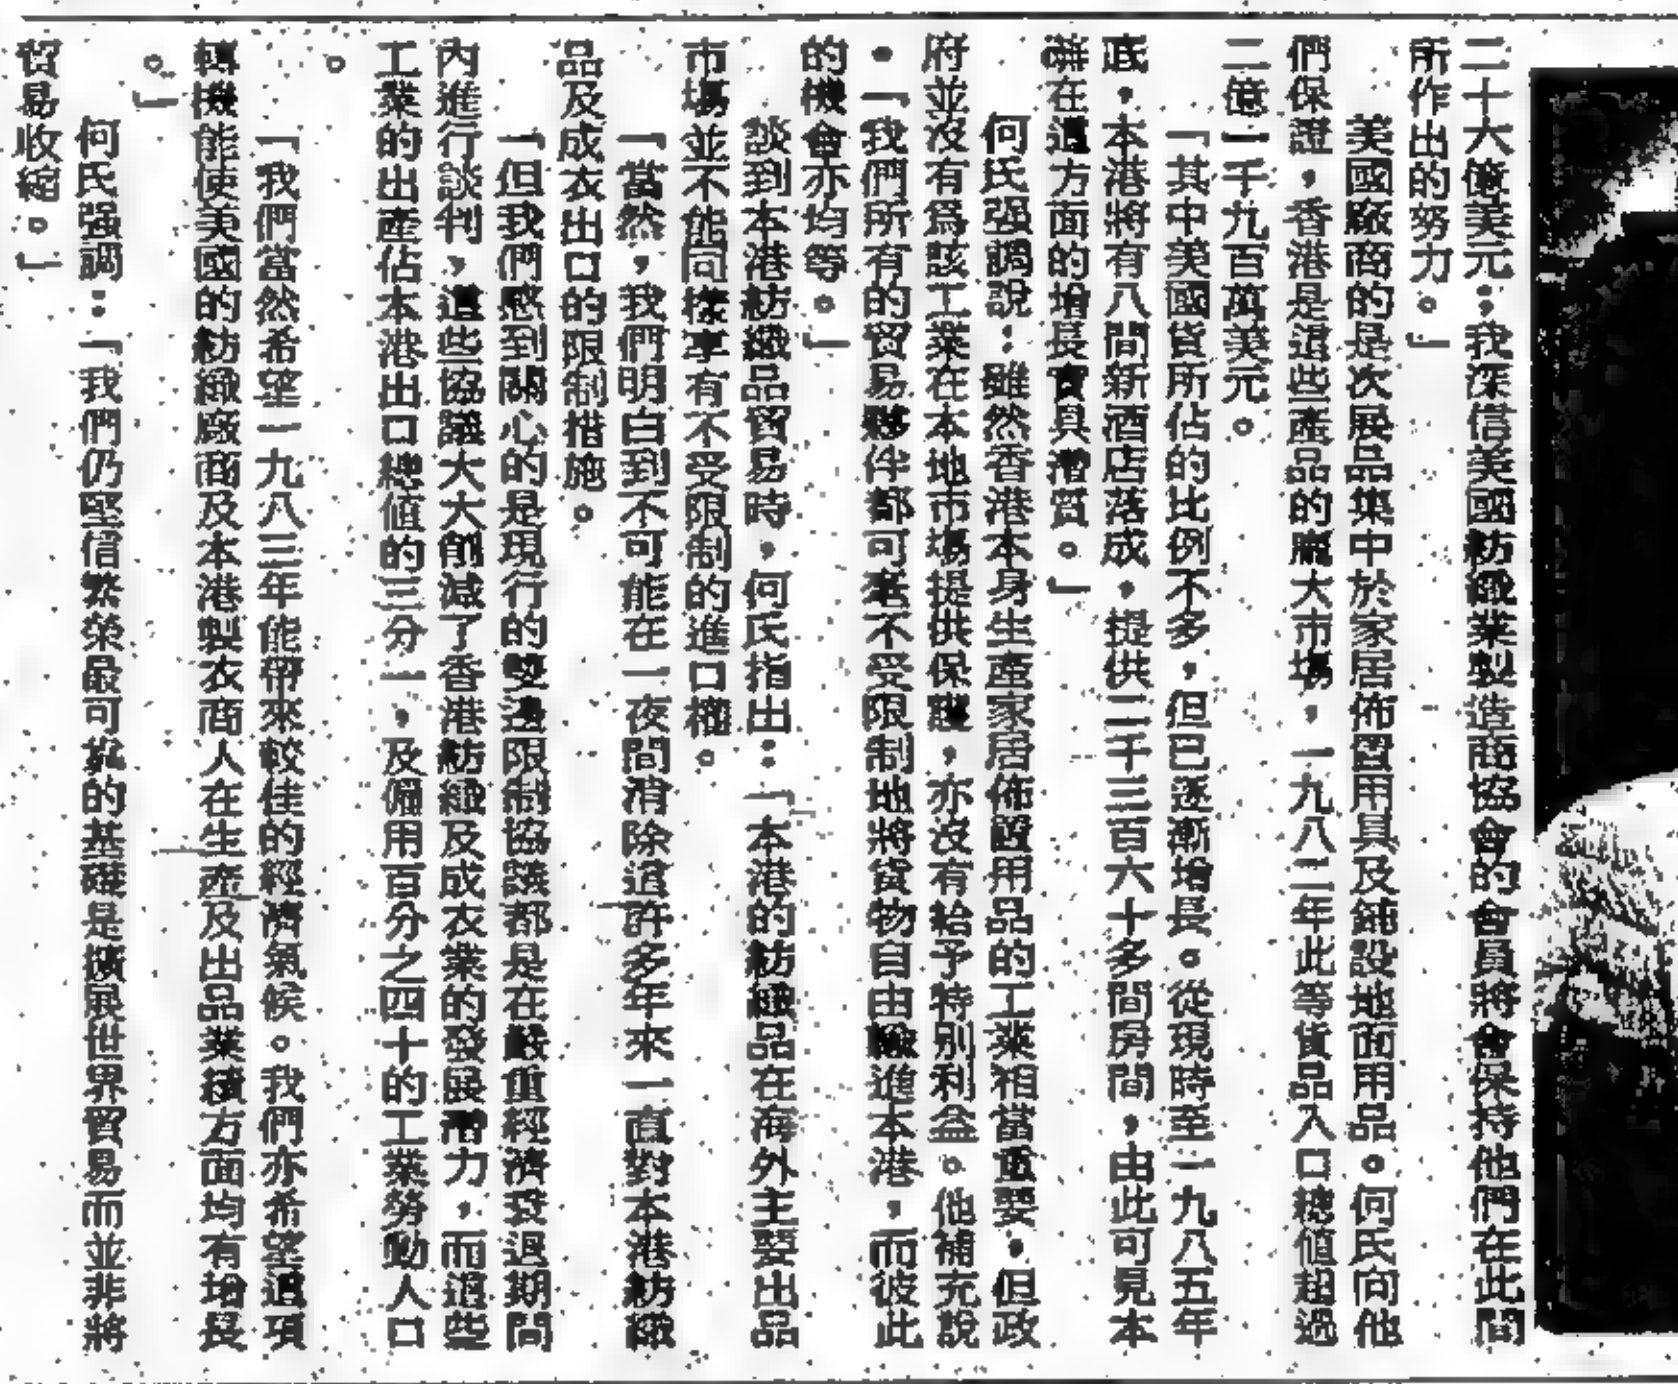 二十六億美元；我深信美國紡織業製造商協會的會員將會保持他們在此間
所作出的努力。」
美國廠商的是次展品集中於家居佈置用具及鋪設地面用品。何氏向他
們保證，香港是這些產品的龐大市場，一九八二年此等貨品入口總值超過
二億一千九百萬美元。
「其中美國貨所佔的比例不多，但已逐漸增長。從現時至一九八五年
底，本港將有八間新酒店落成，提供二千三百六十多間房間，由此可見本
港在這方面的增長實具潛質。」
何氏强調說：雖然香港本身生產家居佈置用品的工業相當重要，但政
府並沒有爲該工業在本地市場提供保護，亦沒有給予特別利益。他補充說
：「我們所有的貿易夥伴都可毫不受限制地將貨物自由輸進本港，而彼此
的機會亦均等。」
談到本港紡織品貿易時，何氏指出：「本港的紡織品在海外主要出品
市場並不能同樣享有不受限制的進口權。
「當然，我們明白到不可能在一夜間消除這許多年來一直對本港紡織
品及成衣出口的限制措施。
「但我們感到關心的是現行的雙邊限制協議都是在嚴重經濟衰退期間
內進行談判，這些協議大大削減了香港紡織及成衣業的發展潛力，而這些
工業的出產佔本港出口總值的三分一，及僱用百分之四十的工業勞動人口
。
「我們當然希望一九八三年能帶來較佳的經濟氣候。我們亦希望這項
轉機能使美國的紡織廠商及本港製衣商人在生產及出品業績方面均有增長
。」
何氏强調：「我們仍堅信繁榮最可靠的基礎是擴展世界貿易而並非將
貿易收縮。」